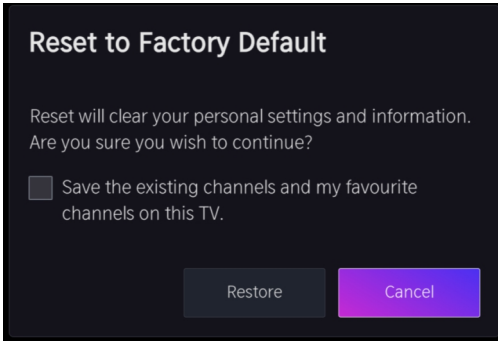 Reset to Factory Default
Reset will clear your personal settings and information.
Are you sure you wish to continue?
Save the existing channels and my favourite
channels on this TV.
Restore
Cancel